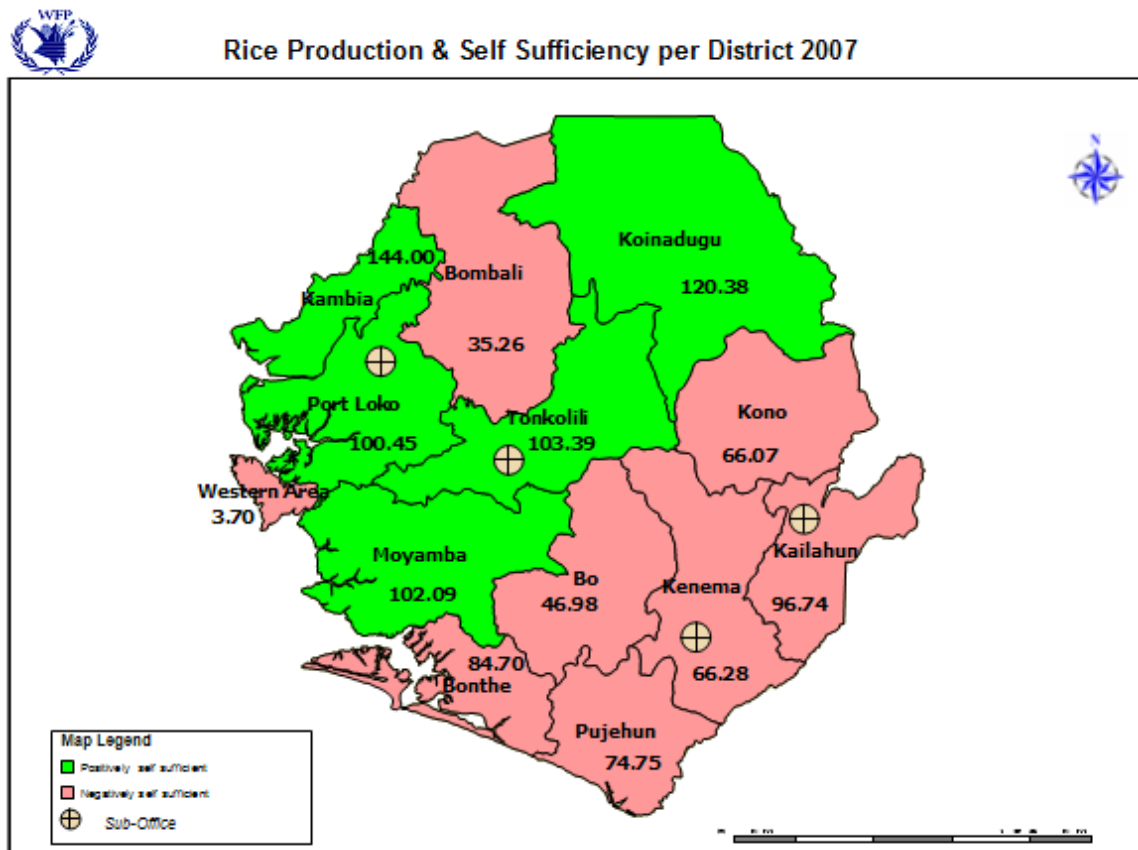 WFP
Rice Production & Self Sufficiency per District 2007
N
Koinadugu
120.38
144.00
Bombali
Kambia
35.26
Port Loko
100.45
Tonkolili
103.39
Kono
66.07
Western Area
3.70
Moyamba
102.09
Bo
46.98
Kenema
66.28
Kailahun
96.74
84.70
Bonthe
Pujehun
74.75
Map Legend
Positively self sufficient
Negatively self sufficient
Sub-Office